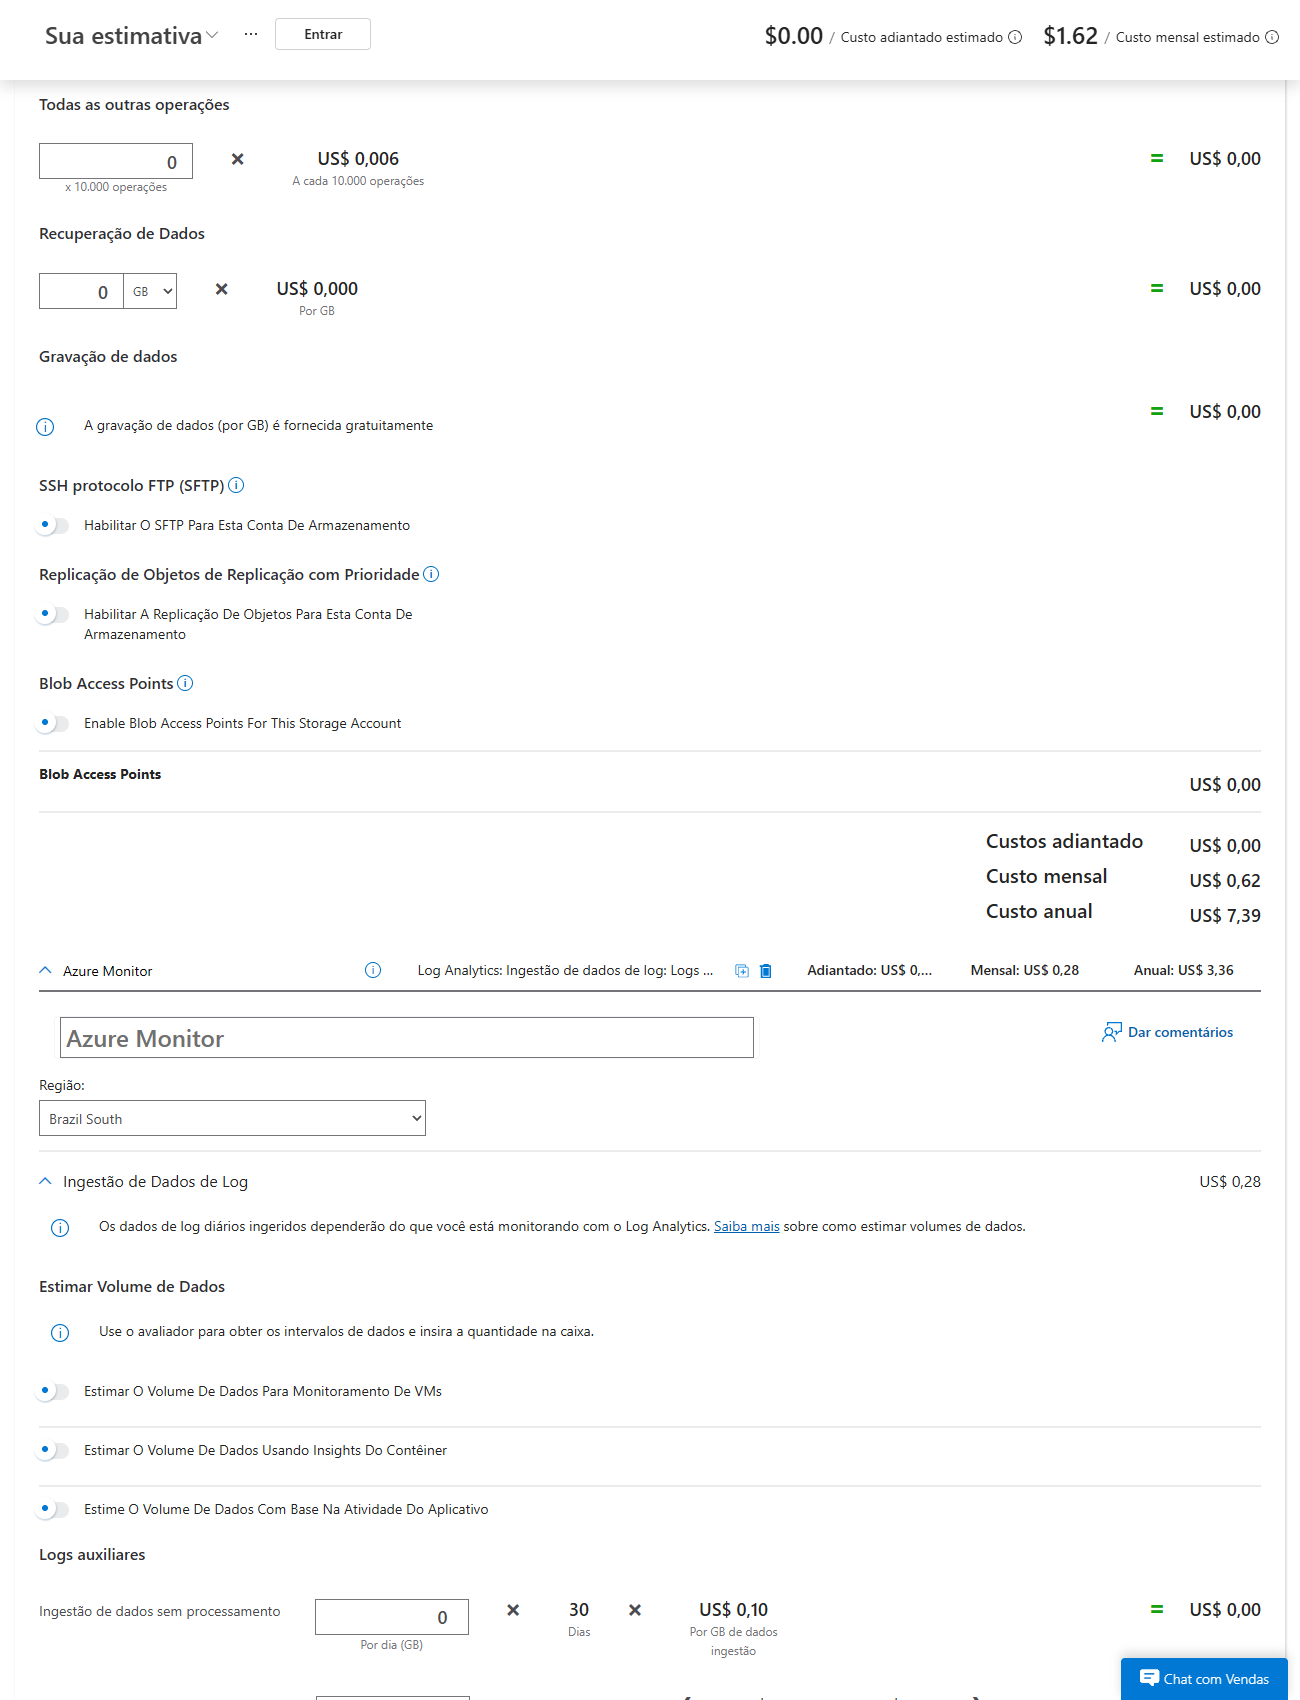 Sua estimativa ... Entrar $0.00 / Custo adiantado estimado $1.62 / Custo mensal estimado
Todas as outras operações
0 × US$ 0,006 = US$ 0,00
x 10.000 operações A cada 10.000 operações
Recuperação de Dados
0 GB × US$ 0,000 = US$ 0,00
Por GB
Gravação de dados
= US$ 0,00
A gravação de dados (por GB) é fornecida gratuitamente
SSH protocolo FTP (SFTP)
Habilitar O SFTP Para Esta Conta De Armazenamento
Replicação de Objetos de Replicação com Prioridade
Habilitar A Replicação De Objetos Para Esta Conta De
Armazenamento
Blob Access Points
Enable Blob Access Points For This Storage Account
Blob Access Points
US$ 0,00
Custos adiantado US$ 0,00
Custo mensal US$ 0,62
Custo anual US$ 7,39
Azure Monitor Log Analytics: Ingestão de dados de log: Logs ... Adiantado: US$ 0,... Mensal: US$ 0,28 Anual: US$ 3,36
Azure Monitor Dar comentários
Região:
Brazil South
Ingestão de Dados de Log US$ 0,28
Os dados de log diários ingeridos dependerão do que você está monitorando com o Log Analytics. Saiba mais sobre como estimar volumes de dados.
Estimar Volume de Dados
Use o avaliador para obter os intervalos de dados e insira a quantidade na caixa.
Estimar O Volume De Dados Para Monitoramento De VMs
Estimar O Volume De Dados Usando Insights Do Contêiner
Estime O Volume De Dados Com Base Na Atividade Do Aplicativo
Logs auxiliares
Ingestão de dados sem processamento 0 × 30 × US$ 0,10 = US$ 0,00
Por dia (GB) Dias Por GB de dados
ingestão
Chat com Vendas